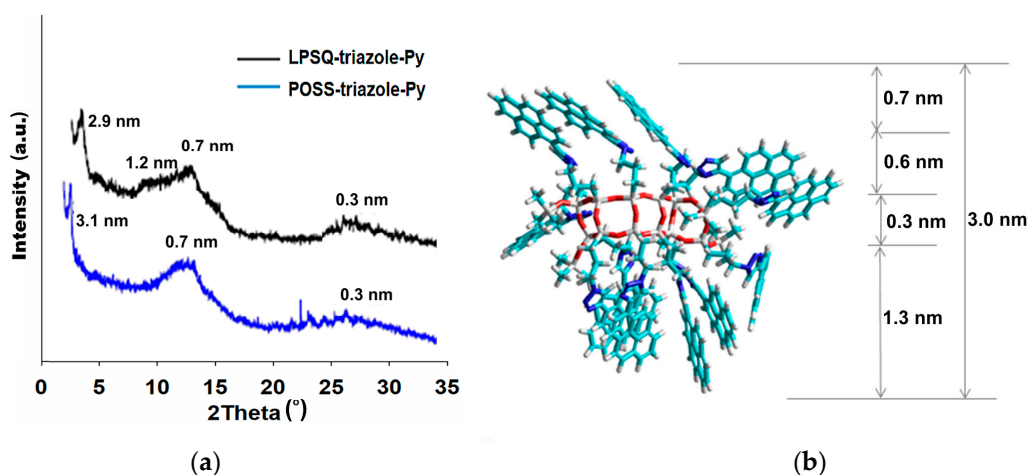 LPSQ-triazole-Py
POSS-triazole-Py
2.9 nm
1.2 nm
0.7 nm
0.3 nm
3.1 nm
0.7 nm
0.3 nm
Intensity (a.u.)
0 5 10 15 20 25 30 35
2Theta (°)
(a)
0.7 nm
0.6 nm
0.3 nm
3.0 nm
1.3 nm
(b)